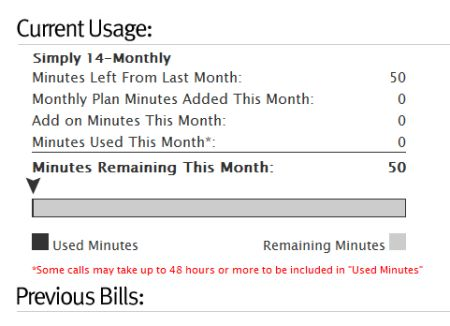 Current Usage:
Simply 14-Monthly
Minutes Left From Last Month: 50
Monthly Plan Minutes Added This Month: 0
Add on Minutes This Month: 0
Minutes Used This Month*: 0
Minutes Remaining This Month: 50
Used Minutes Remaining Minutes
*Some calls may take up to 48 hours or more to be included in "Used Minutes"
Previous Bills: